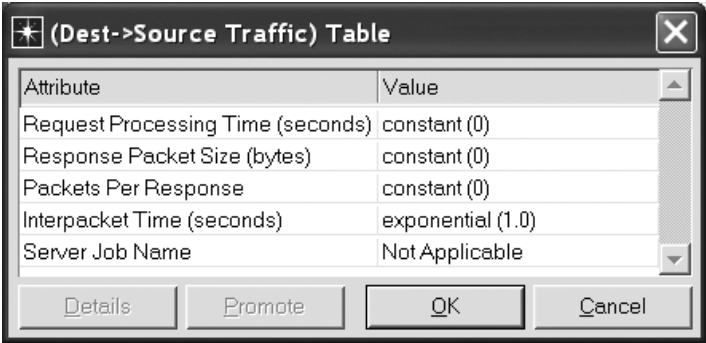 (Dest->Source Traffic) Table
Attribute Value
Request Processing Time (seconds) constant (0)
Response Packet Size (bytes) constant (0)
Packets Per Response constant (0)
Interpacket Time (seconds) exponential (1.0)
Server Job Name Not Applicable
Details Promote OK Cancel